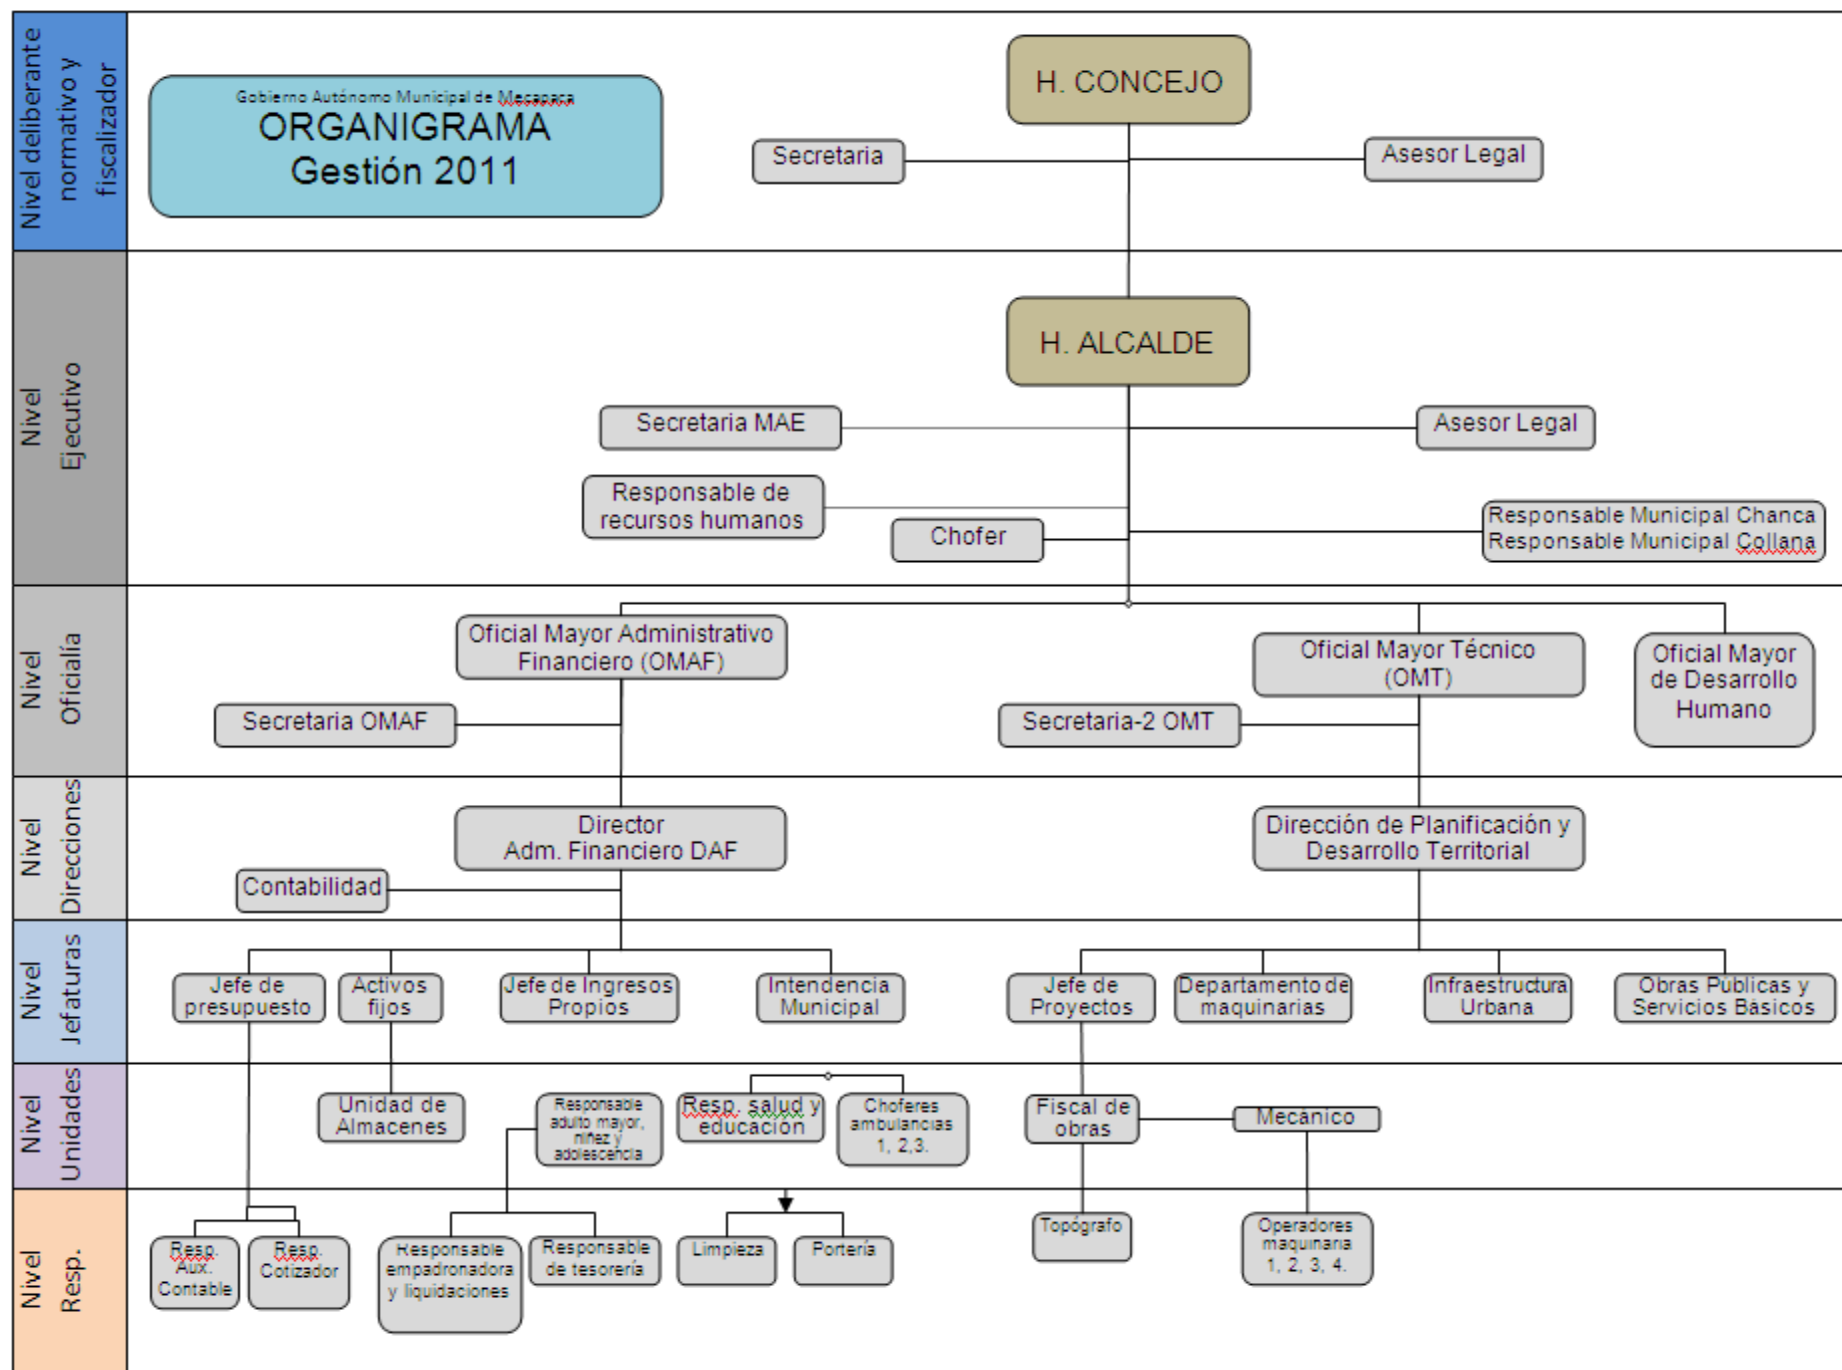 Nivel deliberante
normativo y
fiscalizador
Gobierno Autónomo Municipal de Mecapaca
ORGANIGRAMA
Gestión 2011
H. CONCEJO
Secretaria
Asesor Legal
Nivel
Ejecutivo
H. ALCALDE
Secretaria MAE
Asesor Legal
Responsable de
recursos humanos
Chofer
Responsable Municipal Chanca
Responsable Municipal Collana
Nivel
Oficialía
Oficial Mayor Administrativo
Financiero (OMAF)
Oficial Mayor Técnico
(OMT)
Oficial Mayor
de Desarrollo
Humano
Secretaria OMAF
Secretaria-2 OMT
Nivel
Direcciones
Director
Adm. Financiero DAF
Dirección de Planificación y
Desarrollo Territorial
Contabilidad
Nivel
Jefaturas
Jefe de
presupuesto
Activos
fijos
Jefe de Ingresos
Propios
Intendencia
Municipal
Jefe de
Proyectos
Departamento de
maquinarias
Infraestructura
Urbana
Obras Públicas y
Servicios Básicos
Nivel
Unidades
Unidad de
Almacenes
Responsable
adulto mayor,
niñez y
adolescencia
Resp. salud y
educación
Choferes
ambulancias
1, 2,3.
Fiscal de
obras
Mecánico
Nivel
Resp.
Resp.
Aux.
Contable
Resp.
Cotizador
Responsable
empadronadora
y liquidaciones
Responsable
de tesorería
Limpieza
Portería
Topógrafo
Operadores
maquinaria
1, 2, 3, 4.